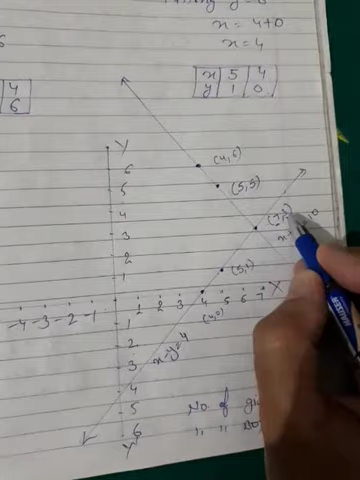 x = 4+0
x = 4
x 5 4
y 1 0
4
6
Y
6
(4,6)
5
(5,5)
4
3
2
1
(5,1)
-4 -3 -2 -1
1 2 3 4 5 6 7 X
1
(4,0)
2
x-y=4
3
4
5
No. of
6
" "
Y'